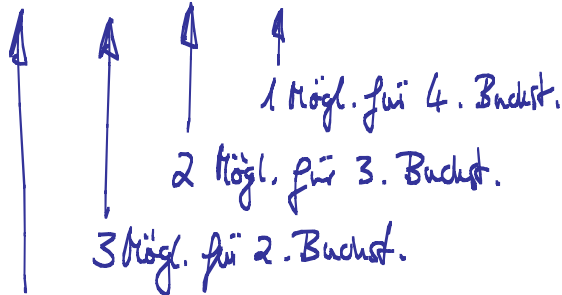 1 Mögl. für 4. Buchst.
2 Mögl. für 3. Buchst.
3 Mögl. für 2. Buchst.